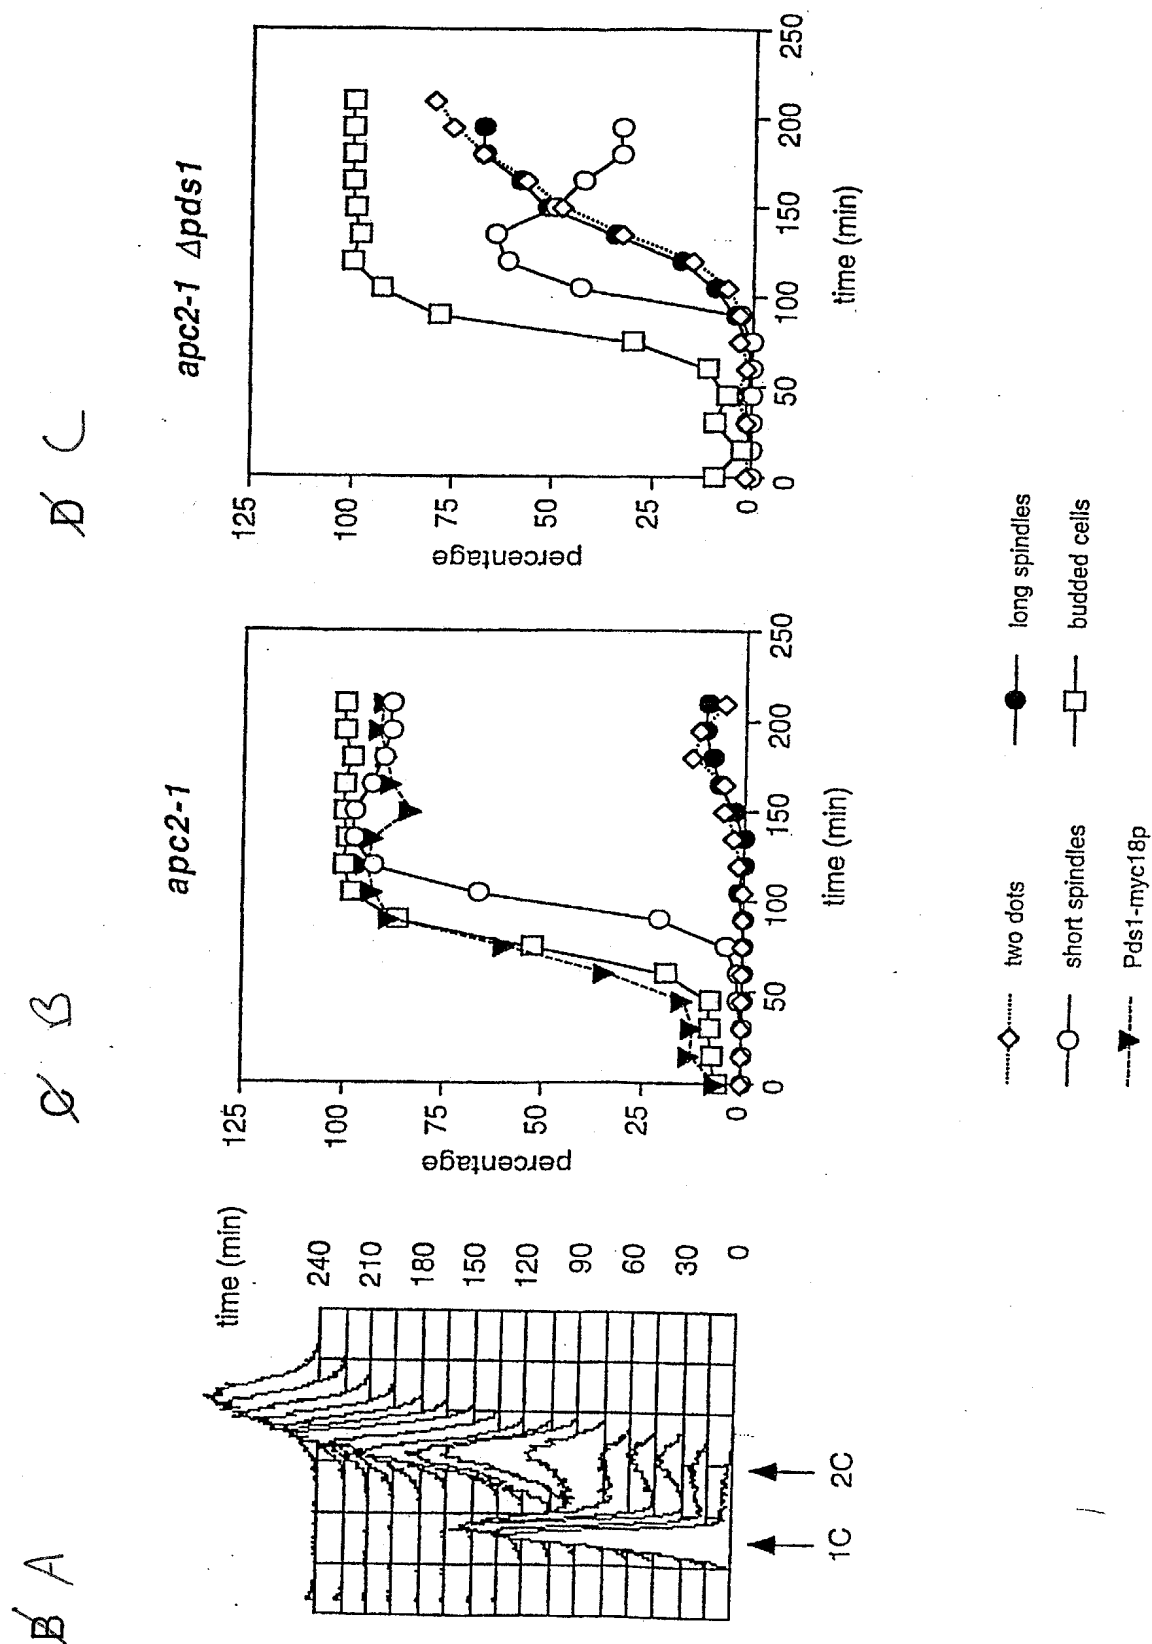 B A
time (min)
240
210
180
150
120
90
60
30
0
1C
2C
C B
apc2-1
percentage
125
100
75
50
25
0
0 50 100 150 200 250
time (min)
D C
apc2-1 Δpds1
percentage
125
100
75
50
25
0
0 50 100 150 200 250
time (min)
two dots
long spindles
short spindles
budded cells
Pds1-myc18p